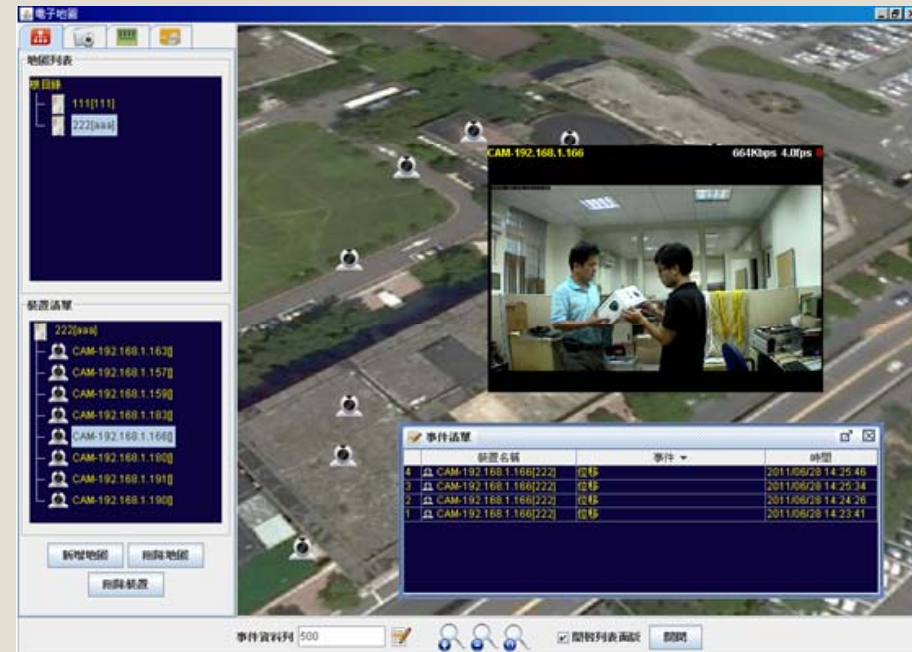 電子地圖
地圖列表
根目錄
111[111]
222[aaa]
裝置清單
222[aaa]
CAM-192.168.1.163[]
CAM-192.168.1.157[]
CAM-192.168.1.159[]
CAM-192.168.1.183[]
CAM-192.168.1.166[]
CAM-192.168.1.180[]
CAM-192.168.1.191[]
CAM-192.168.1.190[]
新增地圖 刪除地圖
刪除裝置
CAM-192.168.1.166 664Kbps 4.0fps
事件清單
裝置名稱 事件 時間
4 CAM-192.168.1.166[222] 位移 2011/06/28 14:25:46
3 CAM-192.168.1.166[222] 位移 2011/06/28 14:25:34
2 CAM-192.168.1.166[222] 位移 2011/06/28 14:24:26
1 CAM-192.168.1.166[222] 位移 2011/06/28 14:23:41
事件資料列 500 開啟列表面版 關閉